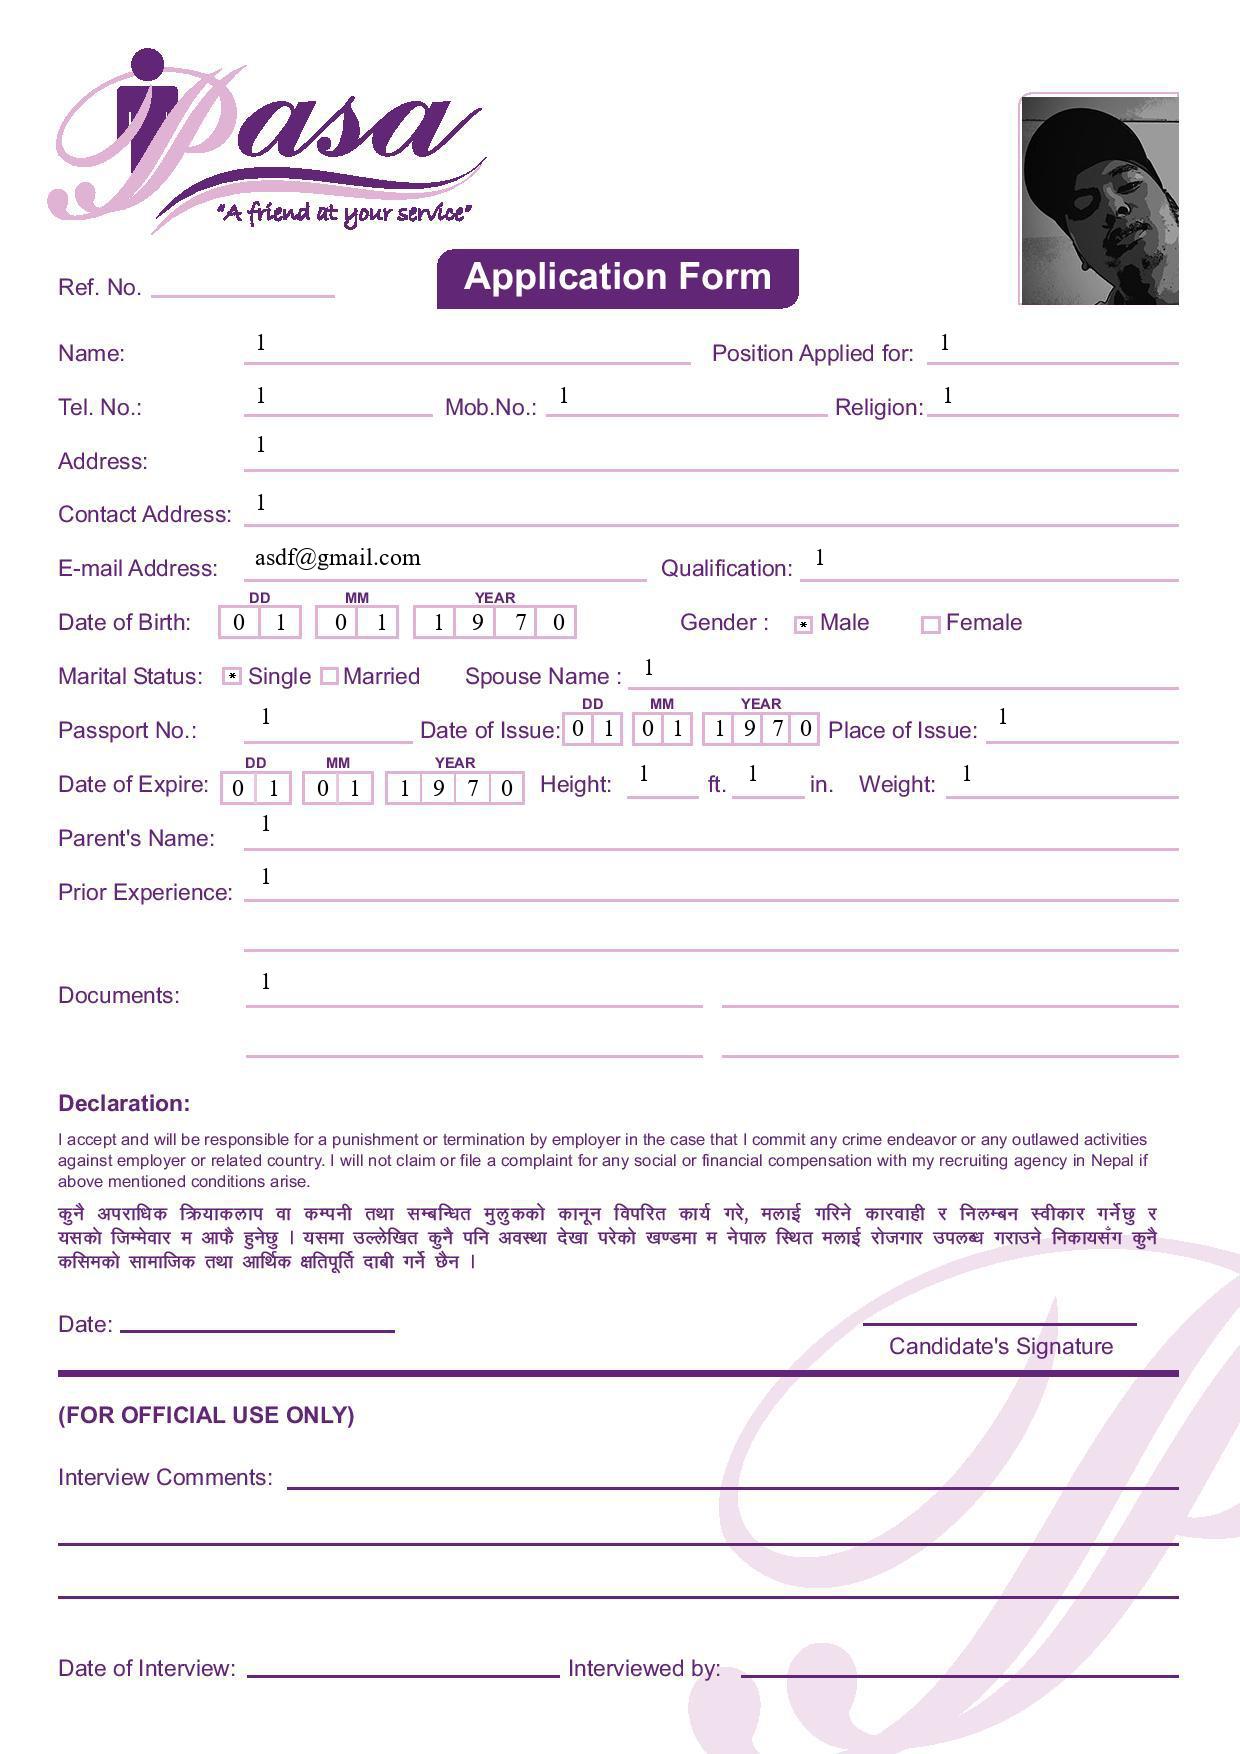 Pasa
"A friend at your service"
Ref. No.
Application Form
Name: 1 Position Applied for: 1
Tel. No.: 1 Mob.No.: 1 Religion: 1
Address: 1
Contact Address: 1
E-mail Address: asdf@gmail.com Qualification: 1
DD MM YEAR
Date of Birth: 0 1 0 1 1 9 7 0 Gender : * Male Female
Marital Status: * Single Married Spouse Name : 1
DD MM YEAR
Passport No.: 1 Date of Issue: 0 1 0 1 1 9 7 0 Place of Issue: 1
DD MM YEAR
Date of Expire: 0 1 0 1 1 9 7 0 Height: 1 ft. 1 in. Weight: 1
Parent's Name: 1
Prior Experience: 1
Documents: 1
Declaration:
I accept and will be responsible for a punishment or termination by employer in the case that I commit any crime endeavor or any outlawed activities
against employer or related country. I will not claim or file a complaint for any social or financial compensation with my recruiting agency in Nepal if
above mentioned conditions arise.
कुनै अपराधिक क्रियाकलाप वा कम्पनी तथा सम्बन्धित मुलुकको कानून विपरित कार्य गरे, मलाई गरिने कारवाही र निलम्बन स्वीकार गर्नेछु र
यसको जिम्मेवार म आफै हुनेछु । यसमा उल्लेखित कुनै पनि अवस्था देखा परेको खण्डमा म नेपाल स्थित मलाई रोजगार उपलब्ध गराउने निकायसँग कुनै
कसिमको सामाजिक तथा आर्थिक क्षतिपूर्ति दाबी गर्ने छैन ।
Date:
Candidate's Signature
(FOR OFFICIAL USE ONLY)
Interview Comments:
Date of Interview: Interviewed by: